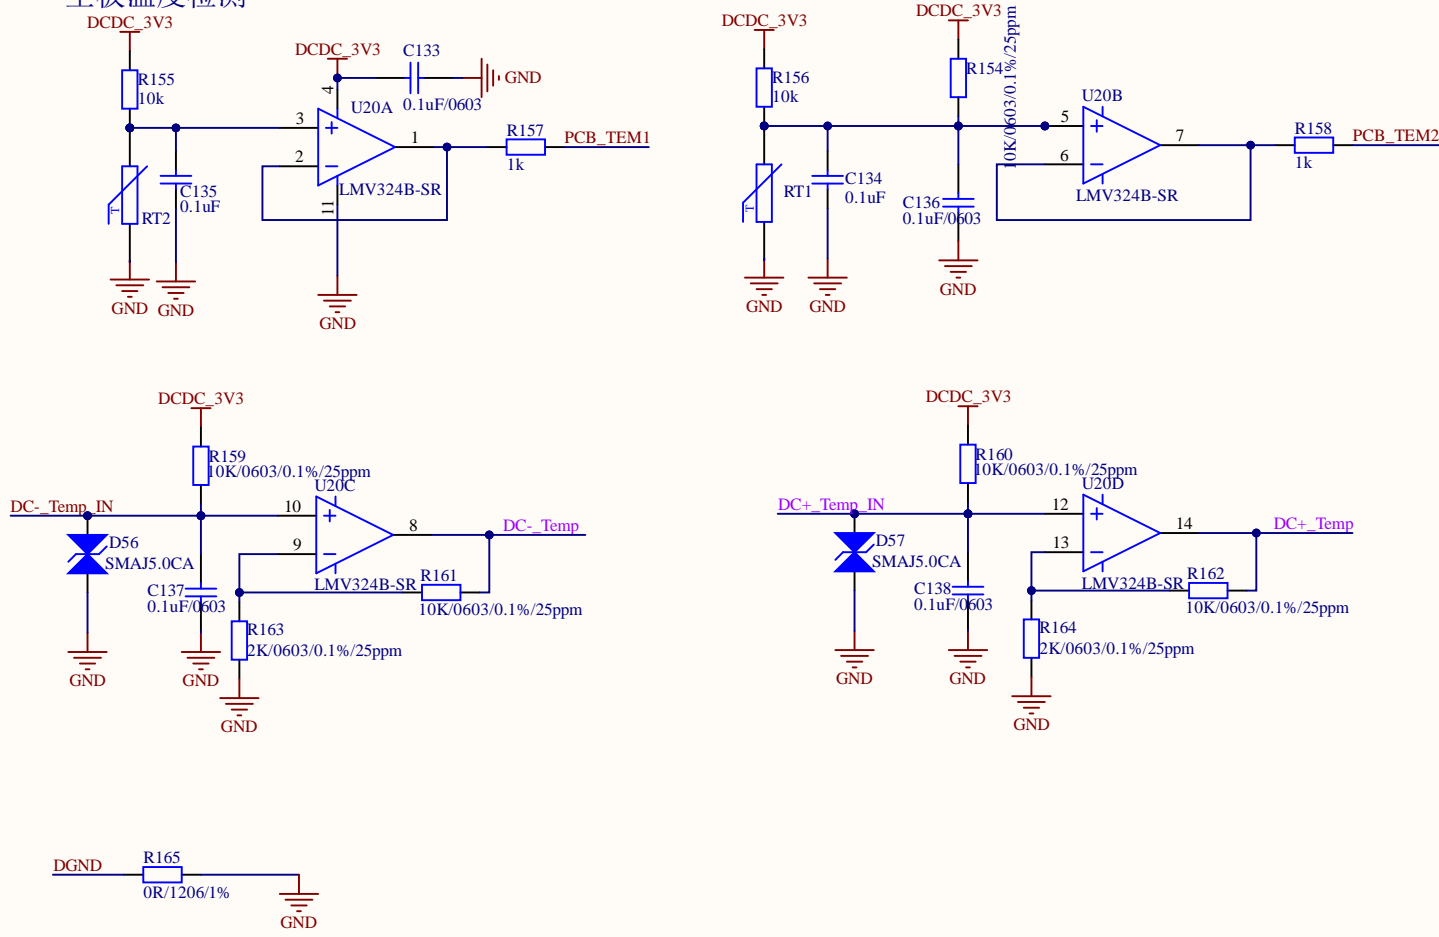 主板温度检测
DCDC_3V3
R155
10k
C135
0.1uF
T
RT2
GND
GND
DCDC_3V3
C133
0.1uF/0603
GND
4
U20A
3
2
1
11
LMV324B-SR
GND
R157
1k
PCB_TEM1
DCDC_3V3
R156
10k
T
RT1
C134
0.1uF
GND
GND
DCDC_3V3
R154
10K/0603/0.1%/25ppm
C136
0.1uF/0603
GND
U20B
5
6
7
LMV324B-SR
R158
1k
PCB_TEM2
DCDC_3V3
R159
10K/0603/0.1%/25ppm
U20C
DC-_Temp_IN
10
9
8
DC-_Temp
D56
SMAJ5.0CA
LMV324B-SR
C137
0.1uF/0603
R161
10K/0603/0.1%/25ppm
R163
2K/0603/0.1%/25ppm
GND
GND
GND
DCDC_3V3
R160
10K/0603/0.1%/25ppm
U20D
DC+_Temp_IN
12
13
14
DC+_Temp
D57
SMAJ5.0CA
LMV324B-SR
C138
0.1uF/0603
R162
10K/0603/0.1%/25ppm
R164
2K/0603/0.1%/25ppm
GND
GND
GND
DGND
R165
0R/1206/1%
GND